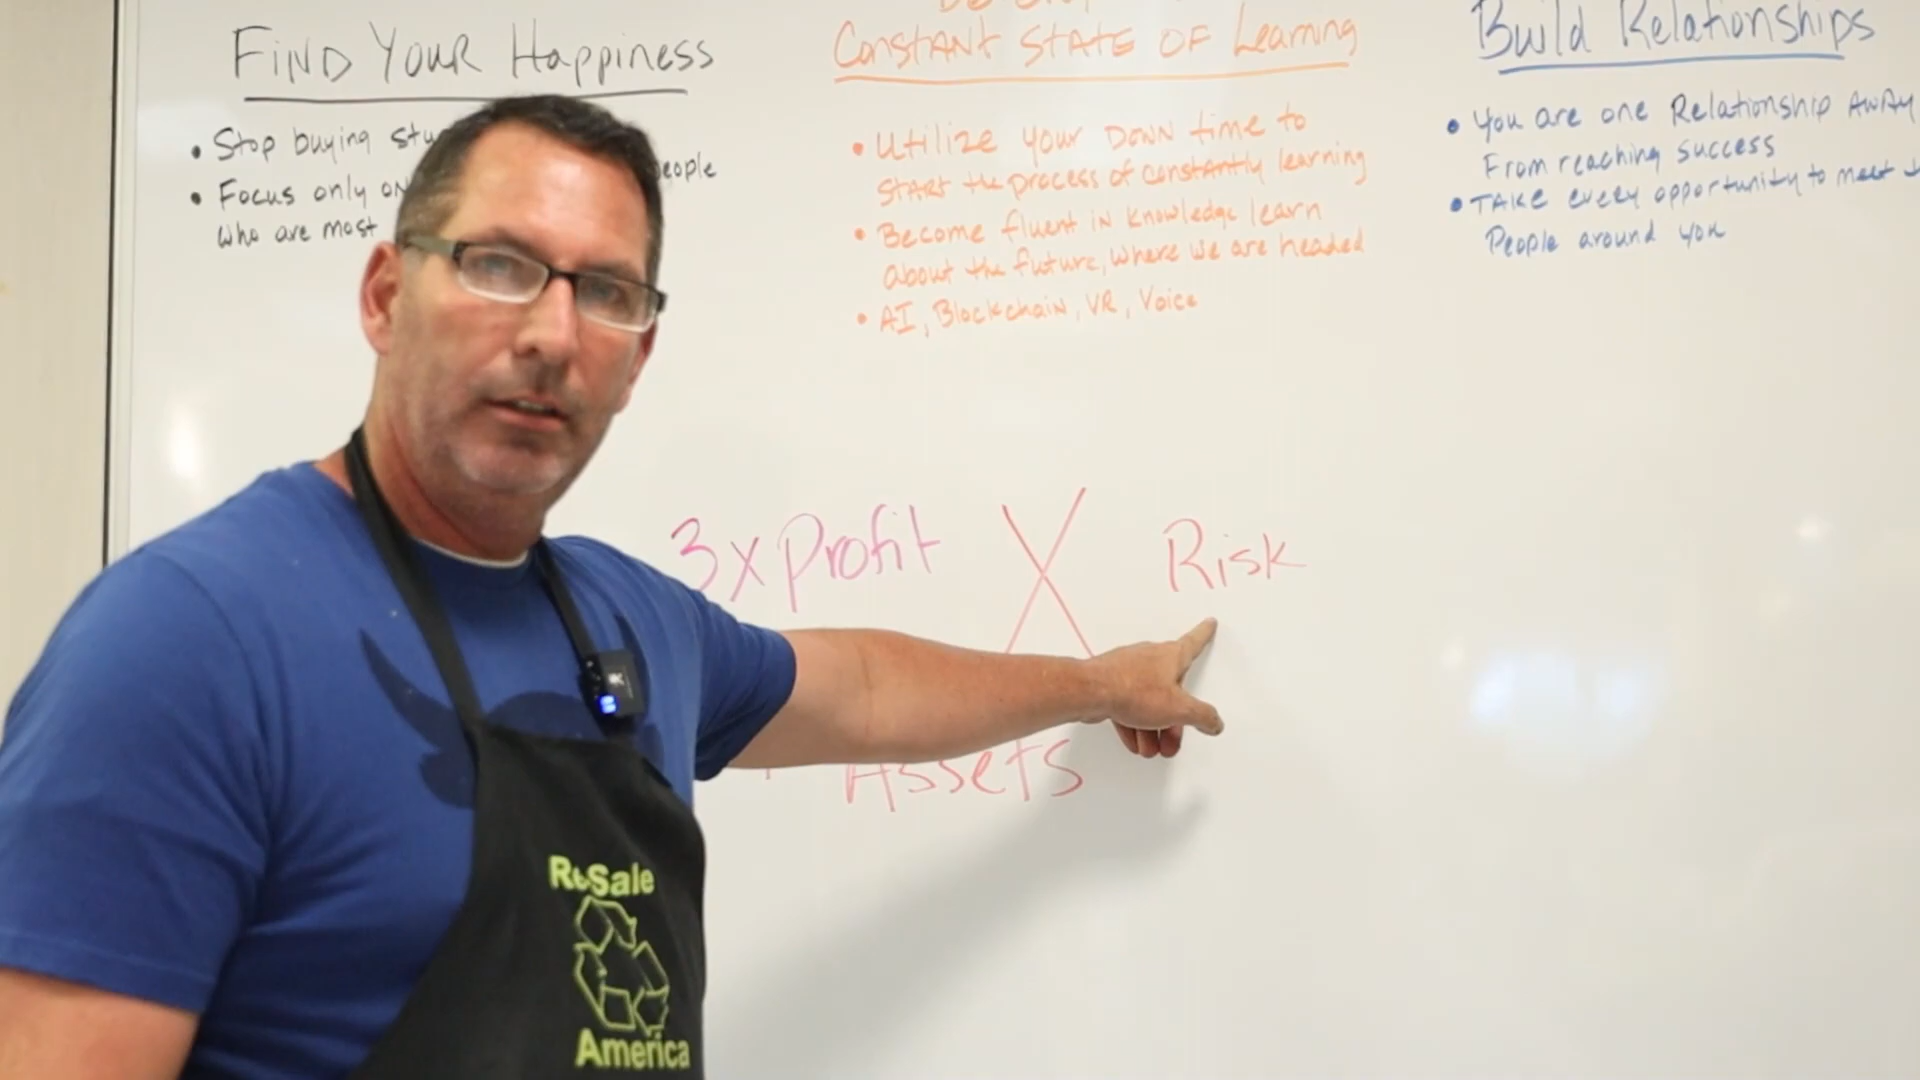 FIND YOUR Happiness
Stop buying
• Focus only on people
who are most
CONSTANT STATE OF Learning
• Utilize your DOWN time to
START the process of constantly learning
• Become fluent in knowledge learn
about the future, where we are headed
• AI, Blockchain, VR, Voice
Build Relationships
• You are one Relationship AWAY
From reaching success
• TAKE every opportunity to meet
People around you
3x Profit X Risk
Assets
ReSale
America